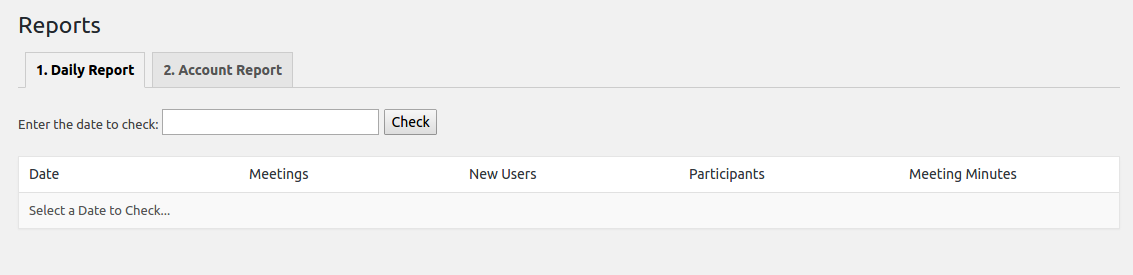 Reports
1. Daily Report 2. Account Report
Enter the date to check: Check
Date Meetings New Users Participants Meeting Minutes
Select a Date to Check...